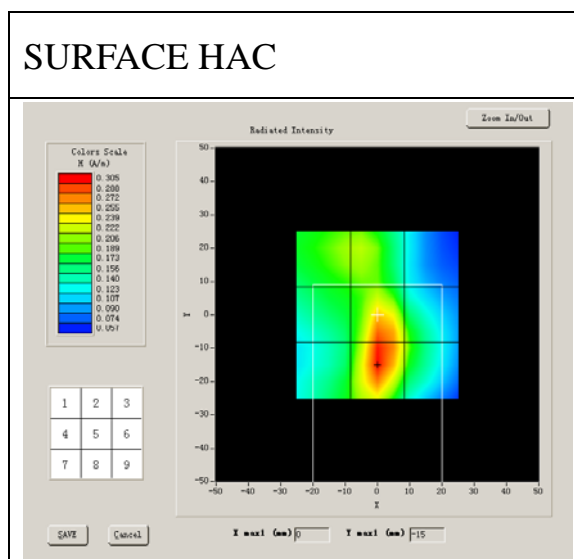 SURFACE HAC
Zoom In/Out
Radiated Intensity
Colors Scale
H (A/m)
0.305
0.288
0.272
0.255
0.239
0.222
0.206
0.189
0.173
0.156
0.140
0.123
0.107
0.090
0.074
0.057
50
40
30
20
10
0
-10
-20
-30
-40
-50
Y
-50 -40 -30 -20 -10 0 10 20 30 40 50
X
1 2 3
4 5 6
7 8 9
SAVE Cancel
X max1 (mm) 0 Y max1 (mm) -15